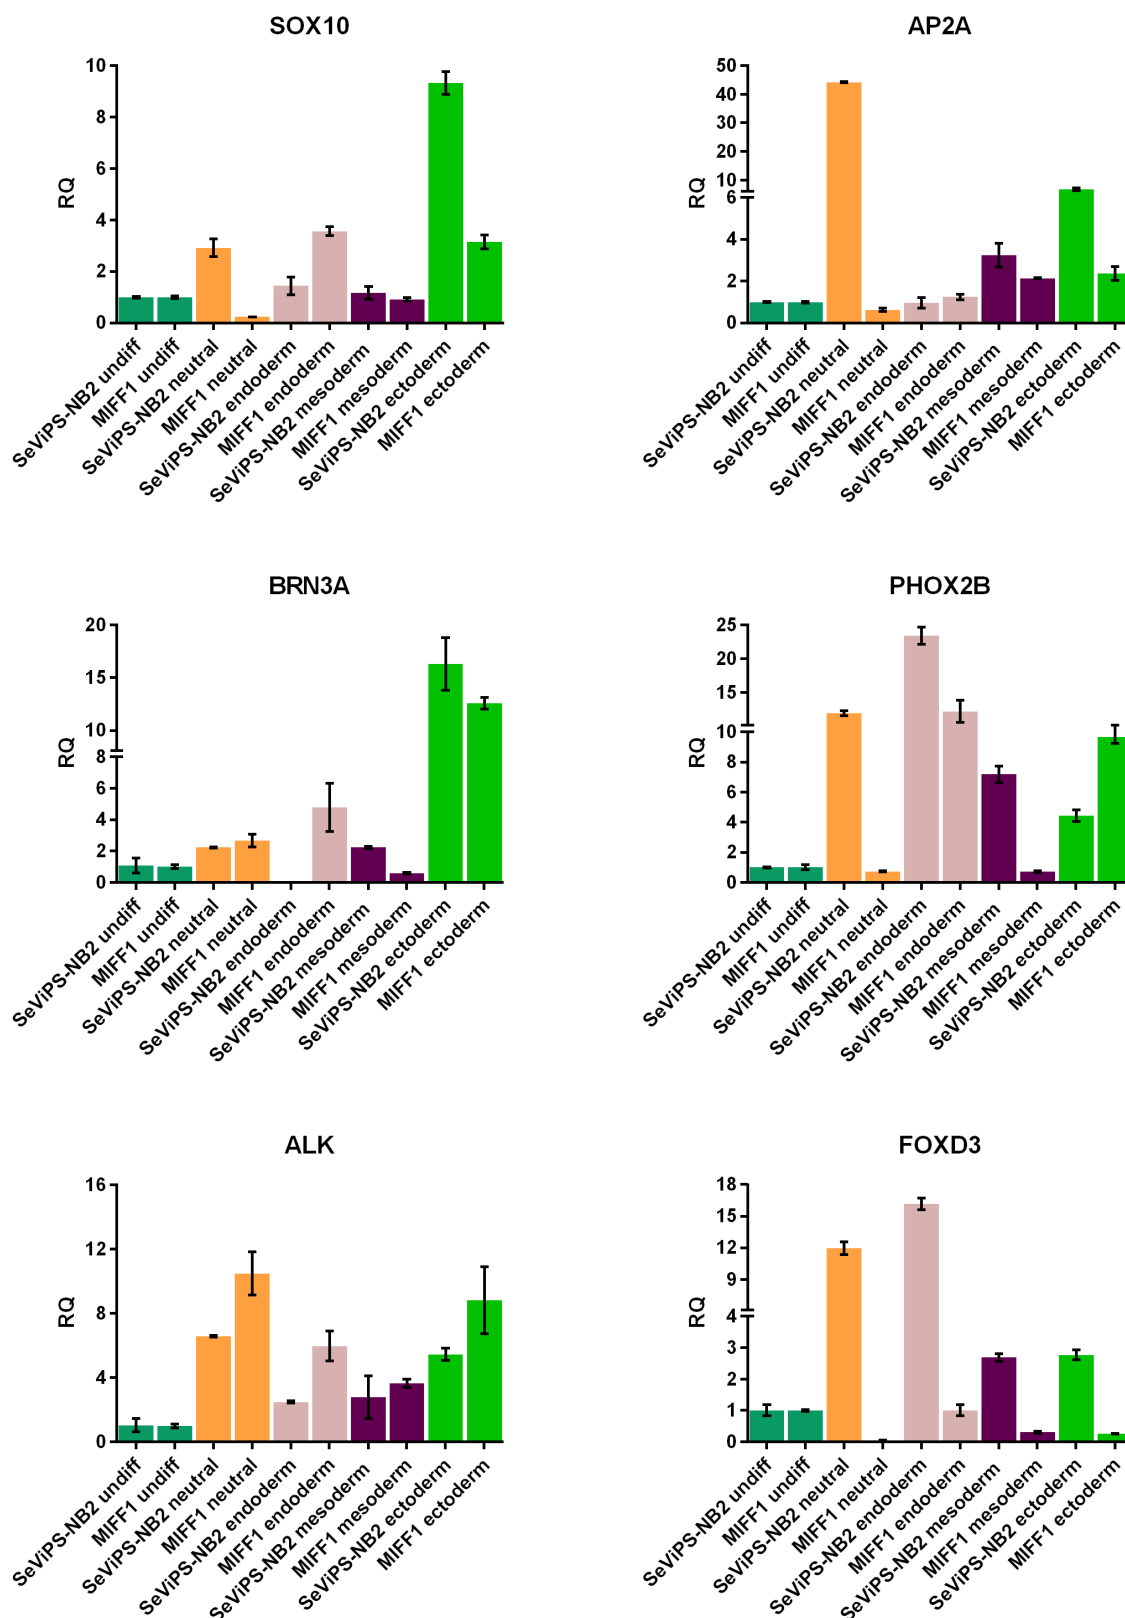 SOX10
10
8
6
4
2
0
RQ
SeViPS-NB2 undiff
MIFF1 undiff
SeViPS-NB2 neutral
MIFF1 neutral
SeViPS-NB2 endoderm
MIFF1 endoderm
SeViPS-NB2 mesoderm
MIFF1 mesoderm
SeViPS-NB2 ectoderm
MIFF1 ectoderm
AP2A
50
40
30
20
10
6
4
2
0
RQ
SeViPS-NB2 undiff
MIFF1 undiff
SeViPS-NB2 neutral
MIFF1 neutral
SeViPS-NB2 endoderm
MIFF1 endoderm
SeViPS-NB2 mesoderm
MIFF1 mesoderm
SeViPS-NB2 ectoderm
MIFF1 ectoderm
BRN3A
20
15
10
8
6
4
2
0
RQ
SeViPS-NB2 undiff
MIFF1 undiff
SeViPS-NB2 neutral
MIFF1 neutral
SeViPS-NB2 endoderm
MIFF1 endoderm
SeViPS-NB2 mesoderm
MIFF1 mesoderm
SeViPS-NB2 ectoderm
MIFF1 ectoderm
PHOX2B
25
20
15
10
8
6
4
2
0
RQ
SeViPS-NB2 undiff
MIFF1 undiff
SeViPS-NB2 neutral
MIFF1 neutral
SeViPS-NB2 endoderm
MIFF1 endoderm
SeViPS-NB2 mesoderm
MIFF1 mesoderm
SeViPS-NB2 ectoderm
MIFF1 ectoderm
ALK
16
12
8
4
0
RQ
SeViPS-NB2 undiff
MIFF1 undiff
SeViPS-NB2 neutral
MIFF1 neutral
SeViPS-NB2 endoderm
MIFF1 endoderm
SeViPS-NB2 mesoderm
MIFF1 mesoderm
SeViPS-NB2 ectoderm
MIFF1 ectoderm
FOXD3
18
15
12
9
4
3
2
1
0
RQ
SeViPS-NB2 undiff
MIFF1 undiff
SeViPS-NB2 neutral
MIFF1 neutral
SeViPS-NB2 endoderm
MIFF1 endoderm
SeViPS-NB2 mesoderm
MIFF1 mesoderm
SeViPS-NB2 ectoderm
MIFF1 ectoderm